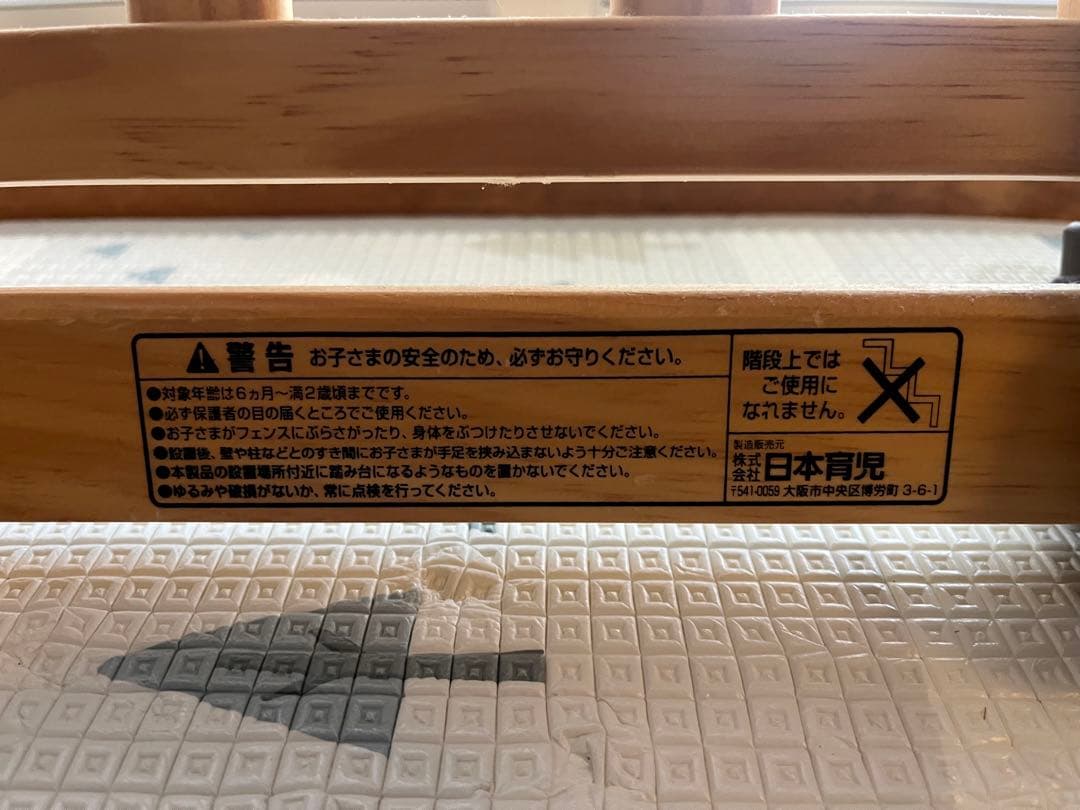 警告 お子さまの安全のため、必ずお守りください。
●対象年齢は6ヵ月～満2歳頃までです。
●必ず保護者の目の届くところでご使用ください。
●お子さまがフェンスにぶらさがったり、身体をぶつけたりさせないでください。
●設置後、壁や柱などとのすき間にお子さまが手足を挟み込まないよう十分ご注意ください。
●本製品の設置場所付近に踏み台になるようなものを置かないでください。
●ゆるみや破損がないか、常に点検を行ってください。
階段上では
ご使用に
なれません。
製造販売元
株式会社 日本育児
〒541-0059 大阪市中央区博労町 3-6-1